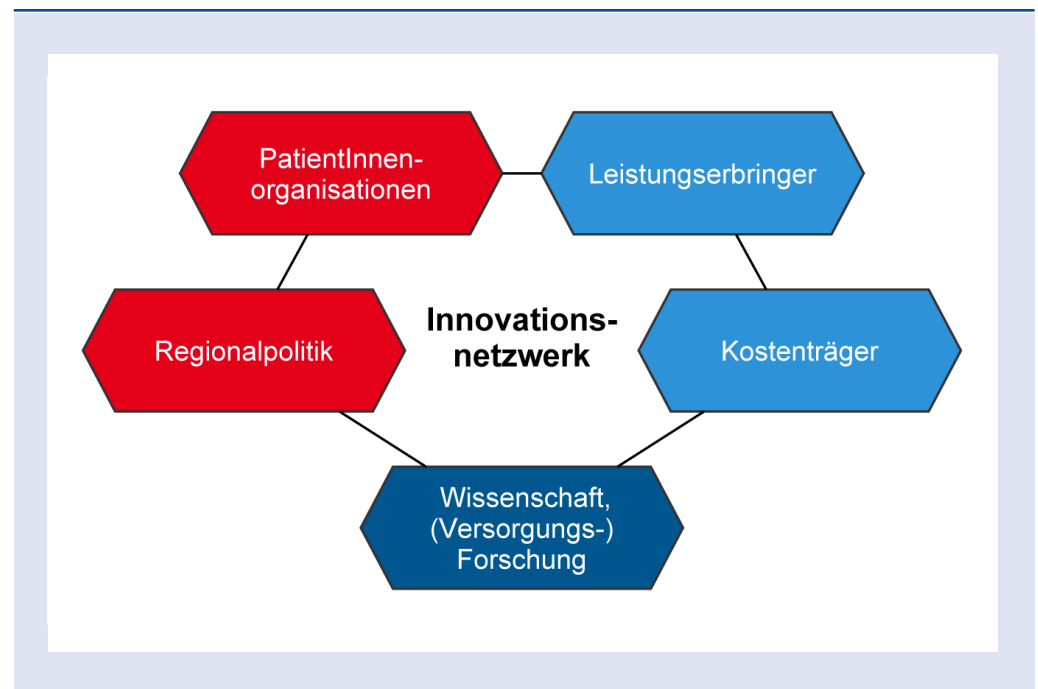 PatientInnen-
organisationen
Leistungserbringer
Regionalpolitik
Innovations-
netzwerk
Kostenträger
Wissenschaft,
(Versorgungs-)
Forschung